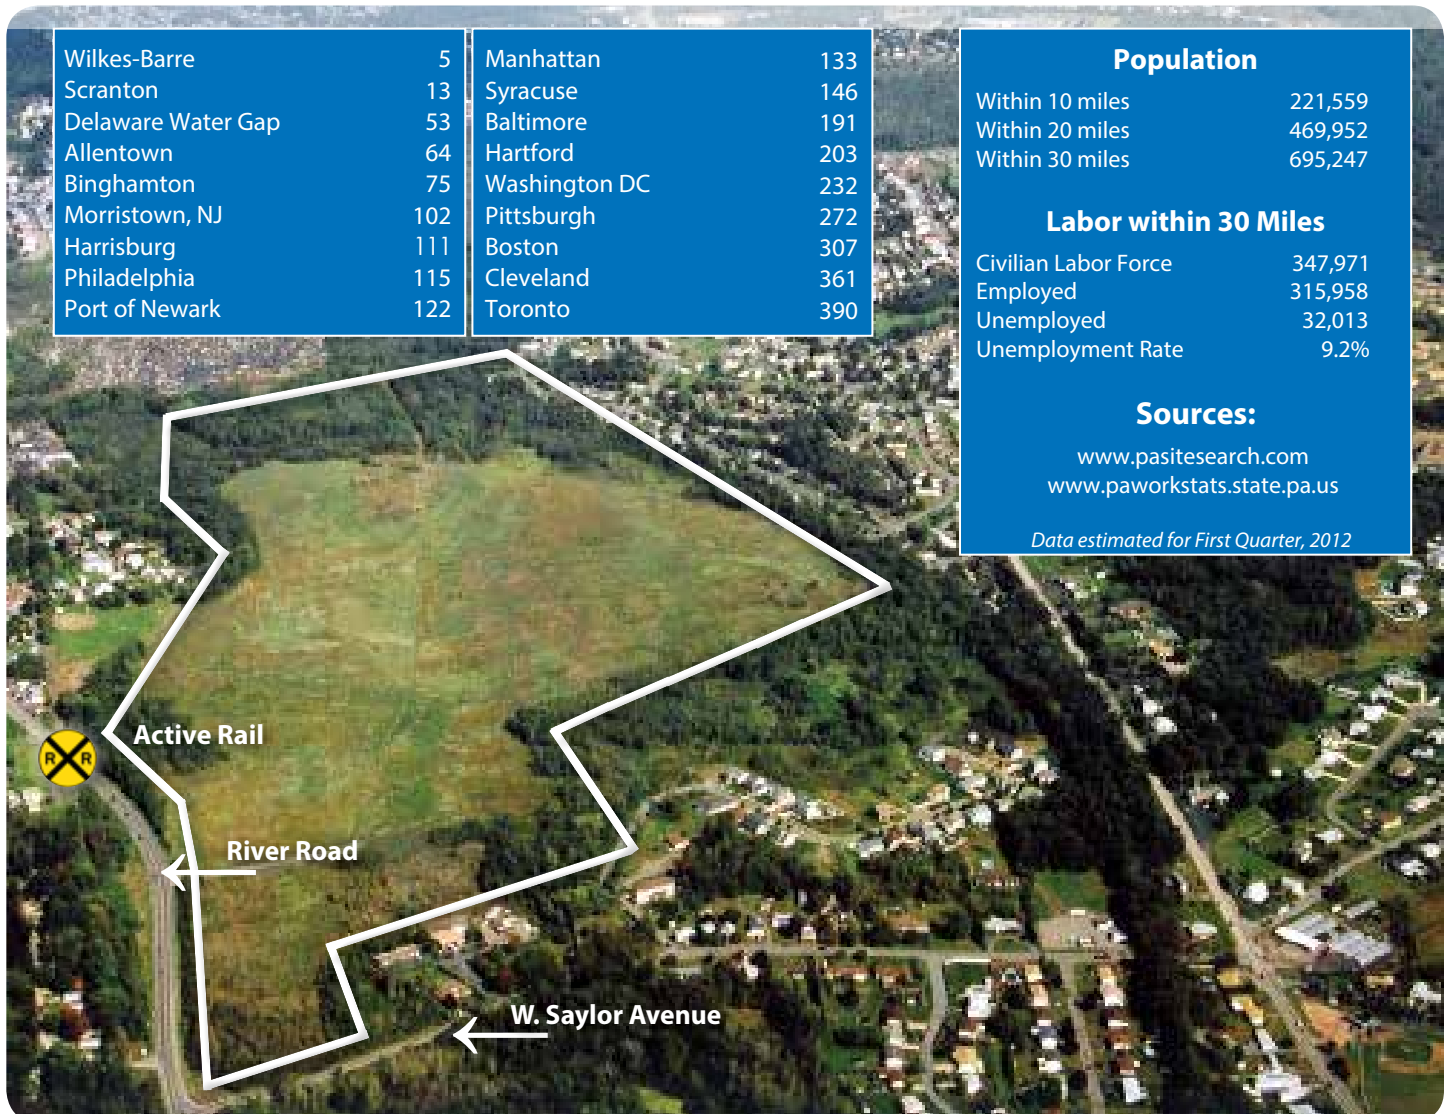 Wilkes-Barre 5
Scranton 13
Delaware Water Gap 53
Allentown 64
Binghamton 75
Morristown, NJ 102
Harrisburg 111
Philadelphia 115
Port of Newark 122
Manhattan 133
Syracuse 146
Baltimore 191
Hartford 203
Washington DC 232
Pittsburgh 272
Boston 307
Cleveland 361
Toronto 390
Population
Within 10 miles 221,559
Within 20 miles 469,952
Within 30 miles 695,247
Labor within 30 Miles
Civilian Labor Force 347,971
Employed 315,958
Unemployed 32,013
Unemployment Rate 9.2%
Sources:
www.pasitesearch.com
www.paworkstats.state.pa.us
Data estimated for First Quarter, 2012
Active Rail
R R
River Road
W. Saylor Avenue